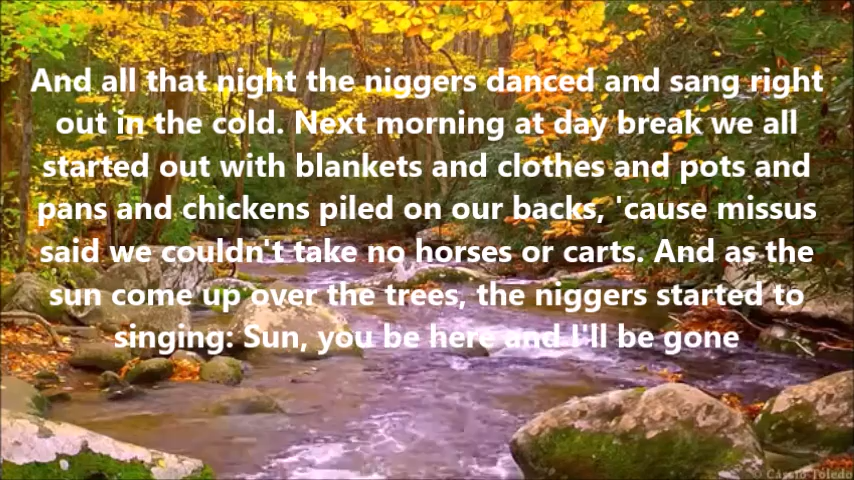 And all that night the niggers danced and sang right
out in the cold. Next morning at day break we all
started out with blankets and clothes and pots and
pans and chickens piled on our backs, 'cause missus
said we couldn't take no horses or carts. And as the
sun come up over the trees, the niggers started to
singing: Sun, you be here and I'll be gone
© Cassio Toledo